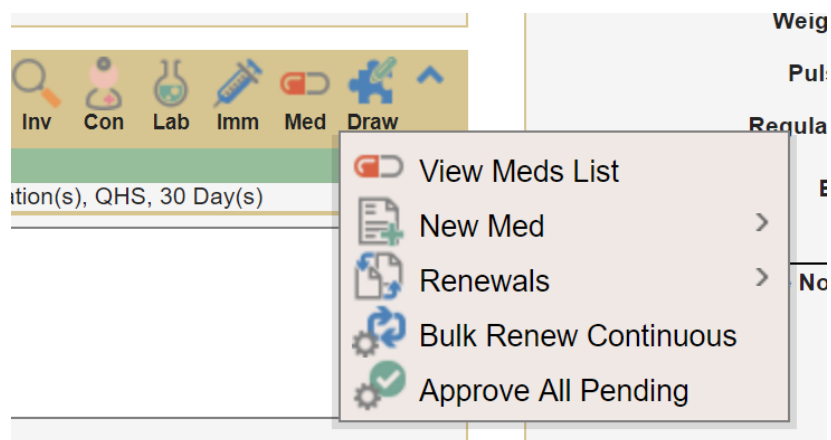 Weig
Puls
Inv Con Lab Imm Med Draw
Regula
View Meds List
ation(s), QHS, 30 Day(s)
E
New Med
Renewals
No
Bulk Renew Continuous
Approve All Pending